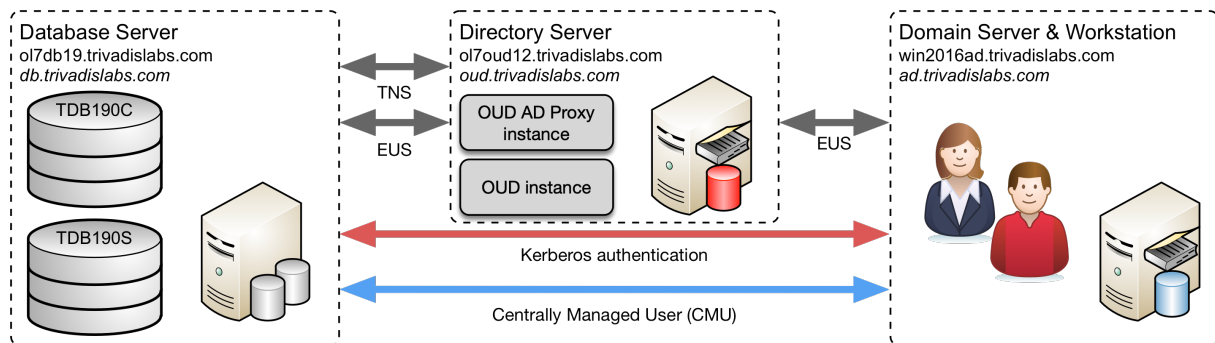 Database Server
ol7db19.trivadislabs.com
db.trivadislabs.com
TDB190C
TDB190S
TNS
EUS
Directory Server
ol7oud12.trivadislabs.com
oud.trivadislabs.com
OUD AD Proxy
instance
OUD instance
EUS
Domain Server & Workstation
win2016ad.trivadislabs.com
ad.trivadislabs.com
Kerberos authentication
Centrally Managed User (CMU)